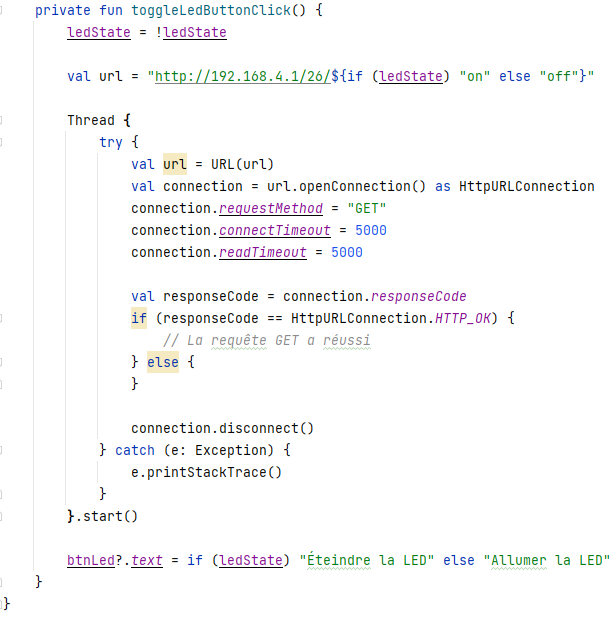 private fun toggleLedButtonClick() {
ledState = !ledState
val url = "http://192.168.4.1/26/${if (ledState) "on" else "off"}"
Thread {
try {
val url = URL(url)
val connection = url.openConnection() as HttpURLConnection
connection.requestMethod = "GET"
connection.connectTimeout = 5000
connection.readTimeout = 5000
val responseCode = connection.responseCode
if (responseCode == HttpURLConnection.HTTP_OK) {
// La requête GET a réussi
} else {
}
connection.disconnect()
} catch (e: Exception) {
e.printStackTrace()
}
}.start()
btnLed?.text = if (ledState) "Éteindre la LED" else "Allumer la LED"
}
}